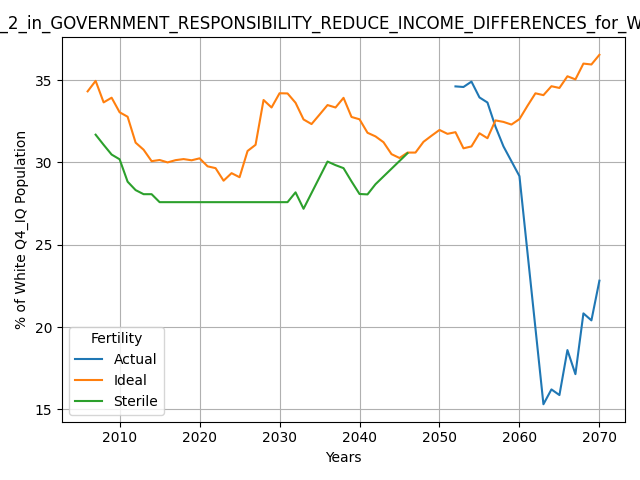 _2_in_GOVERNMENT_RESPONSIBILITY_REDUCE_INCOME_DIFFERENCES_for_W
% of White Q4_IQ Population
35
30
25
20
15
Fertility
Actual
Ideal
Sterile
2010 2020 2030 2040 2050 2060 2070
Years